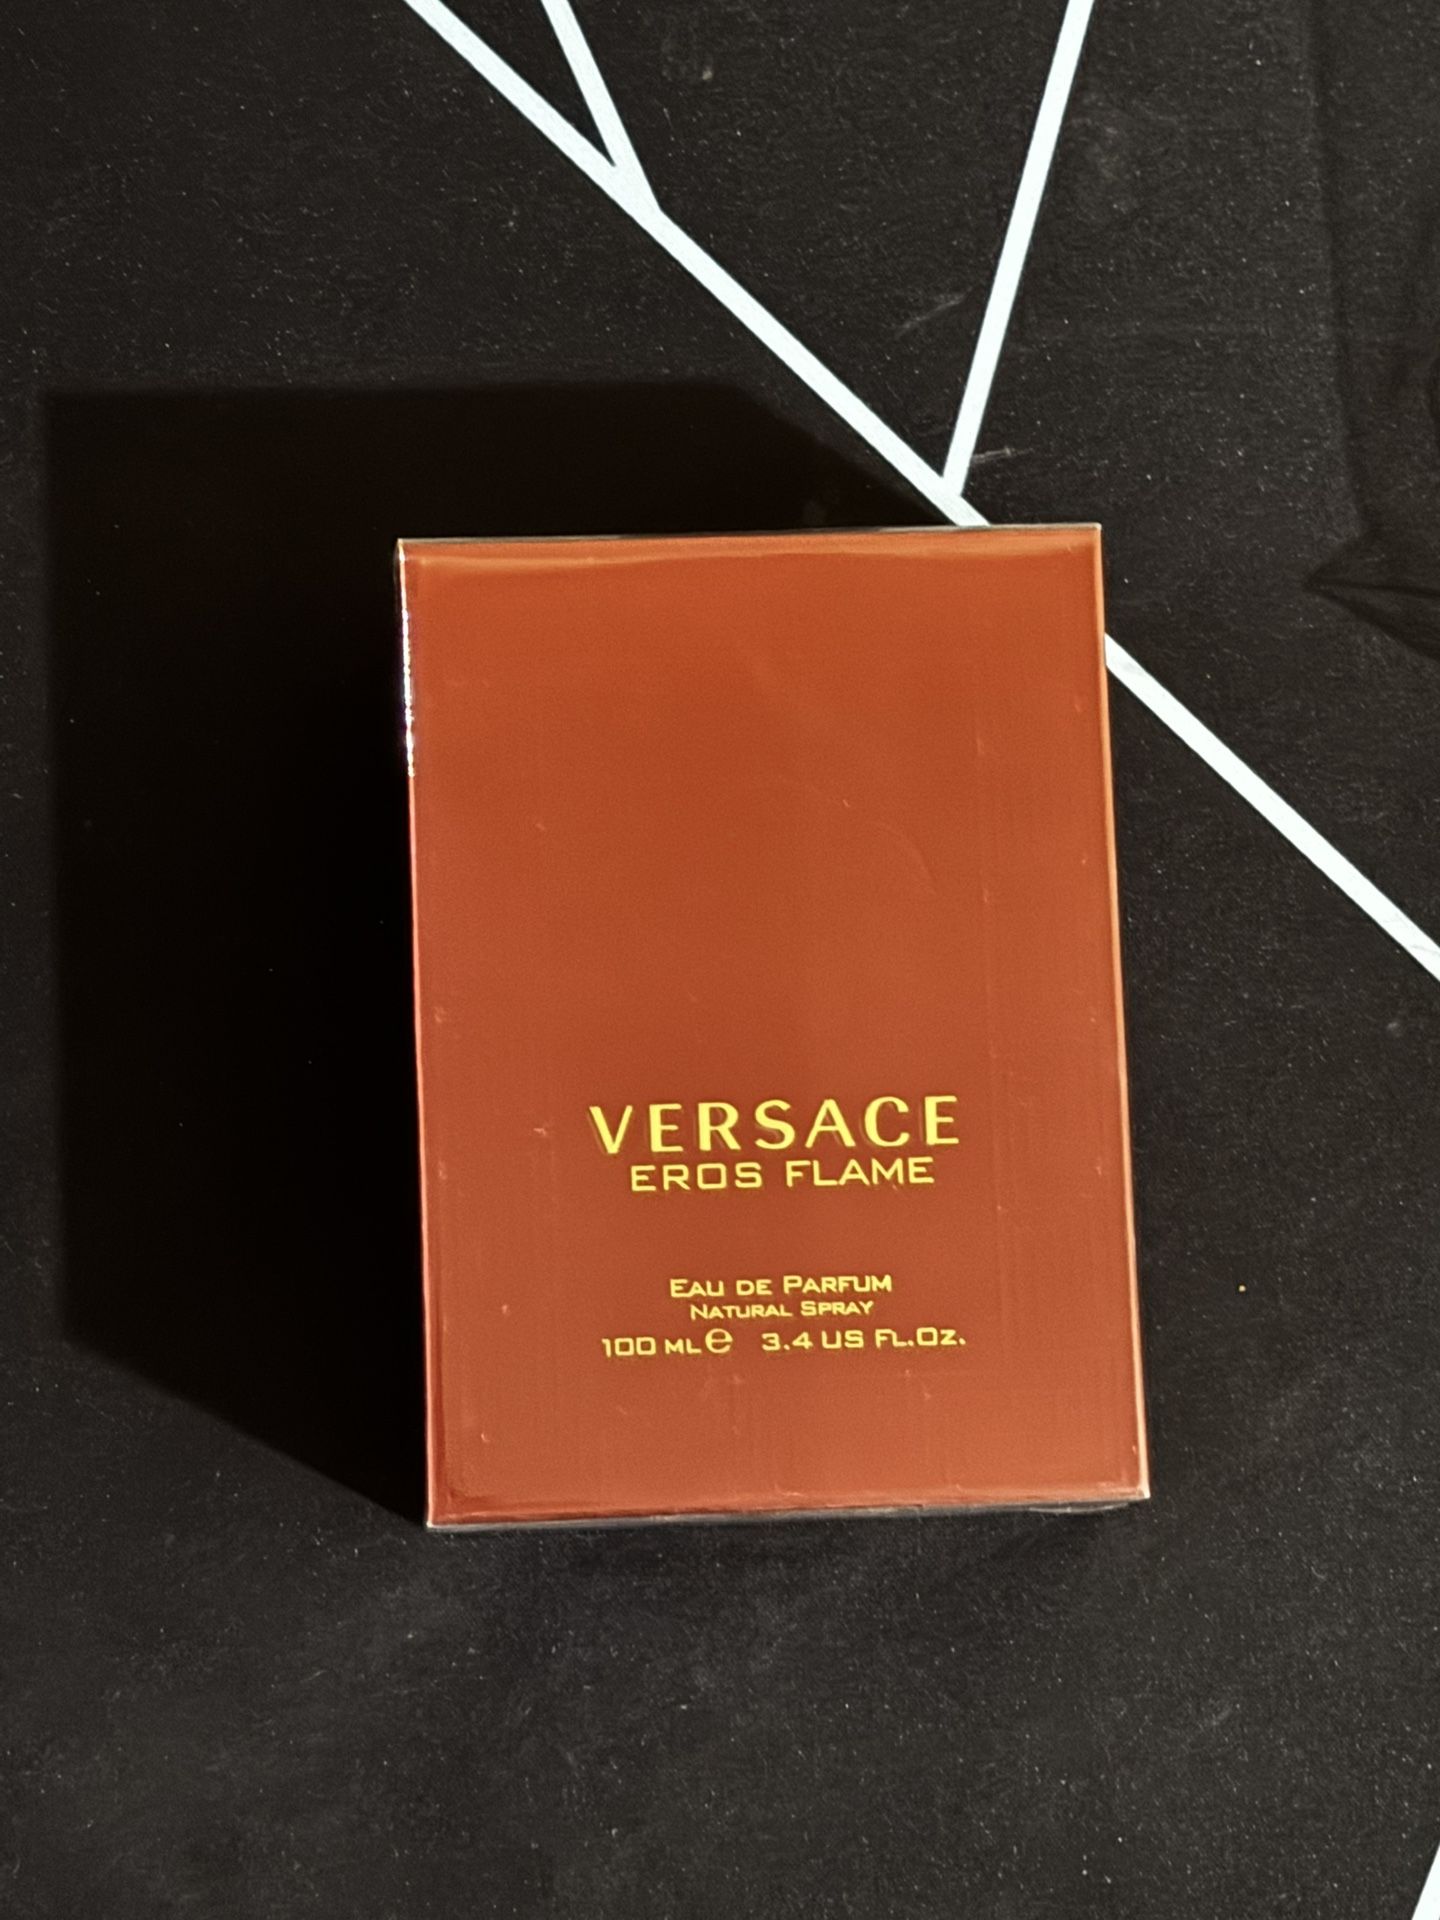 VERSACE
EROS FLAME
EAU DE PARFUM
NATURAL SPRAY
100 ML ℮ 3.4 US FL.OZ.